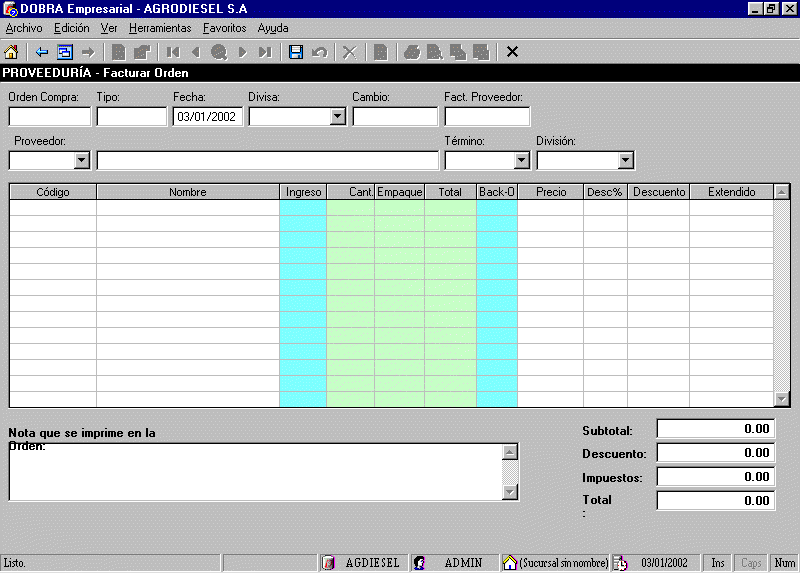 DOBRA Empresarial - AGRODIESEL S.A
Archivo Edición Ver Herramientas Favoritos Ayuda
PROVEEDURÍA - Facturar Orden
Orden Compra: Tipo: Fecha: Divisa: Cambio: Fact. Proveedor:
03/01/2002
Proveedor: Término: División:
Código Nombre Ingreso Cant. Empaque Total Back-O Precio Desc% Descuento Extendido
Nota que se imprime en la
Orden:
Subtotal: 0.00
Descuento: 0.00
Impuestos: 0.00
Total 0.00
:
Listo. AGDIESEL ADMIN (Sucursal sin nombre) 03/01/2002 Ins Caps Num